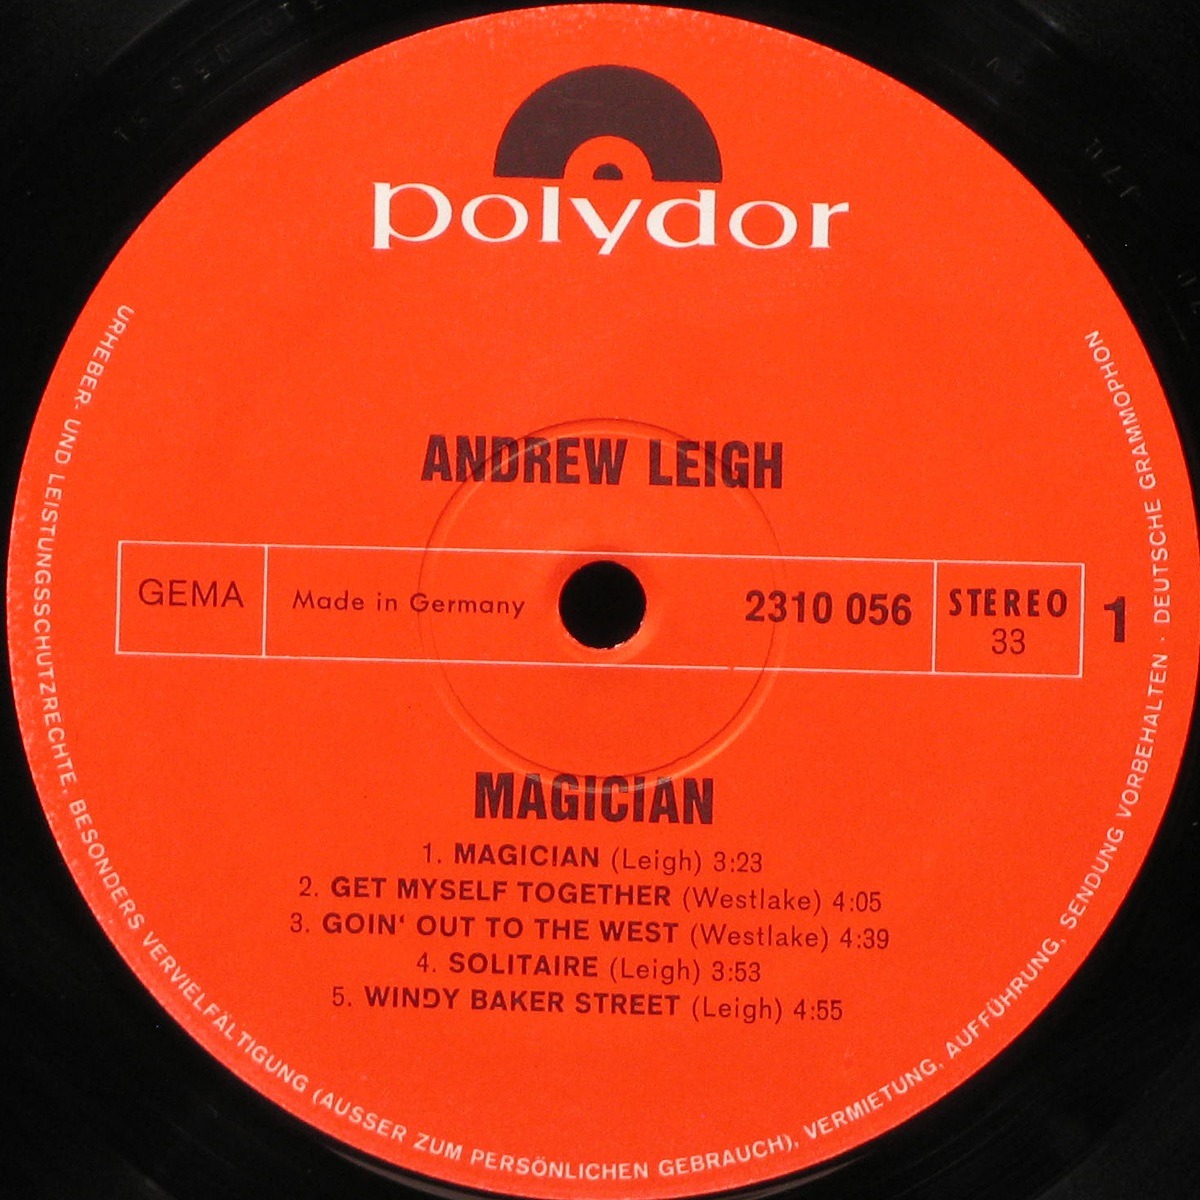 polydor
ANDREW LEIGH
GEMA
Made in Germany
2310 056
STEREO
33
1
MAGICIAN
1. MAGICIAN (Leigh) 3:23
2. GET MYSELF TOGETHER (Westlake) 4:05
3. GOIN‘ OUT TO THE WEST (Westlake) 4:39
4. SOLITAIRE (Leigh) 3:53
5. WINDY BAKER STREET (Leigh) 4:55
URHEBER- UND LEISTUNGSSCHUTZRECHTE, BESONDERS VERVIELFÄLTIGUNG (AUSSER ZUM PERSÖNLICHEN GEBRAUCH), VERMIETUNG, AUFFÜHRUNG, SENDUNG VORBEHALTEN · DEUTSCHE GRAMMOPHON